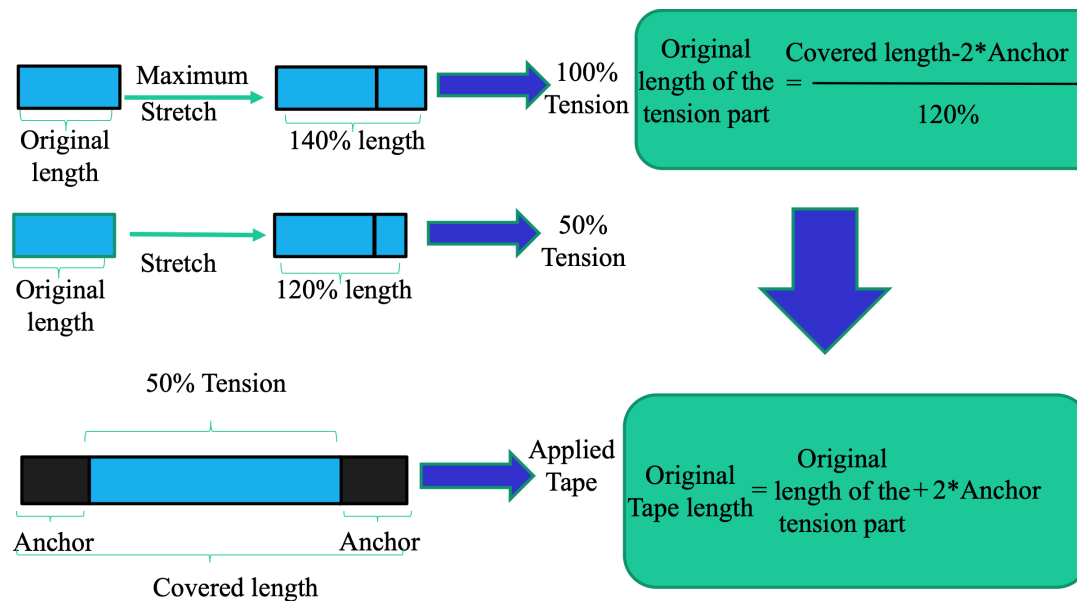 Maximum
Stretch
Original
length
140% length
100%
Tension
Original
length of the
tension part
=
Covered length-2*Anchor
120%
Stretch
Original
length
120% length
50%
Tension
50% Tension
Anchor
Anchor
Covered length
Applied
Tape
Original
Tape length
=
Original
length of the
tension part
+ 2*Anchor